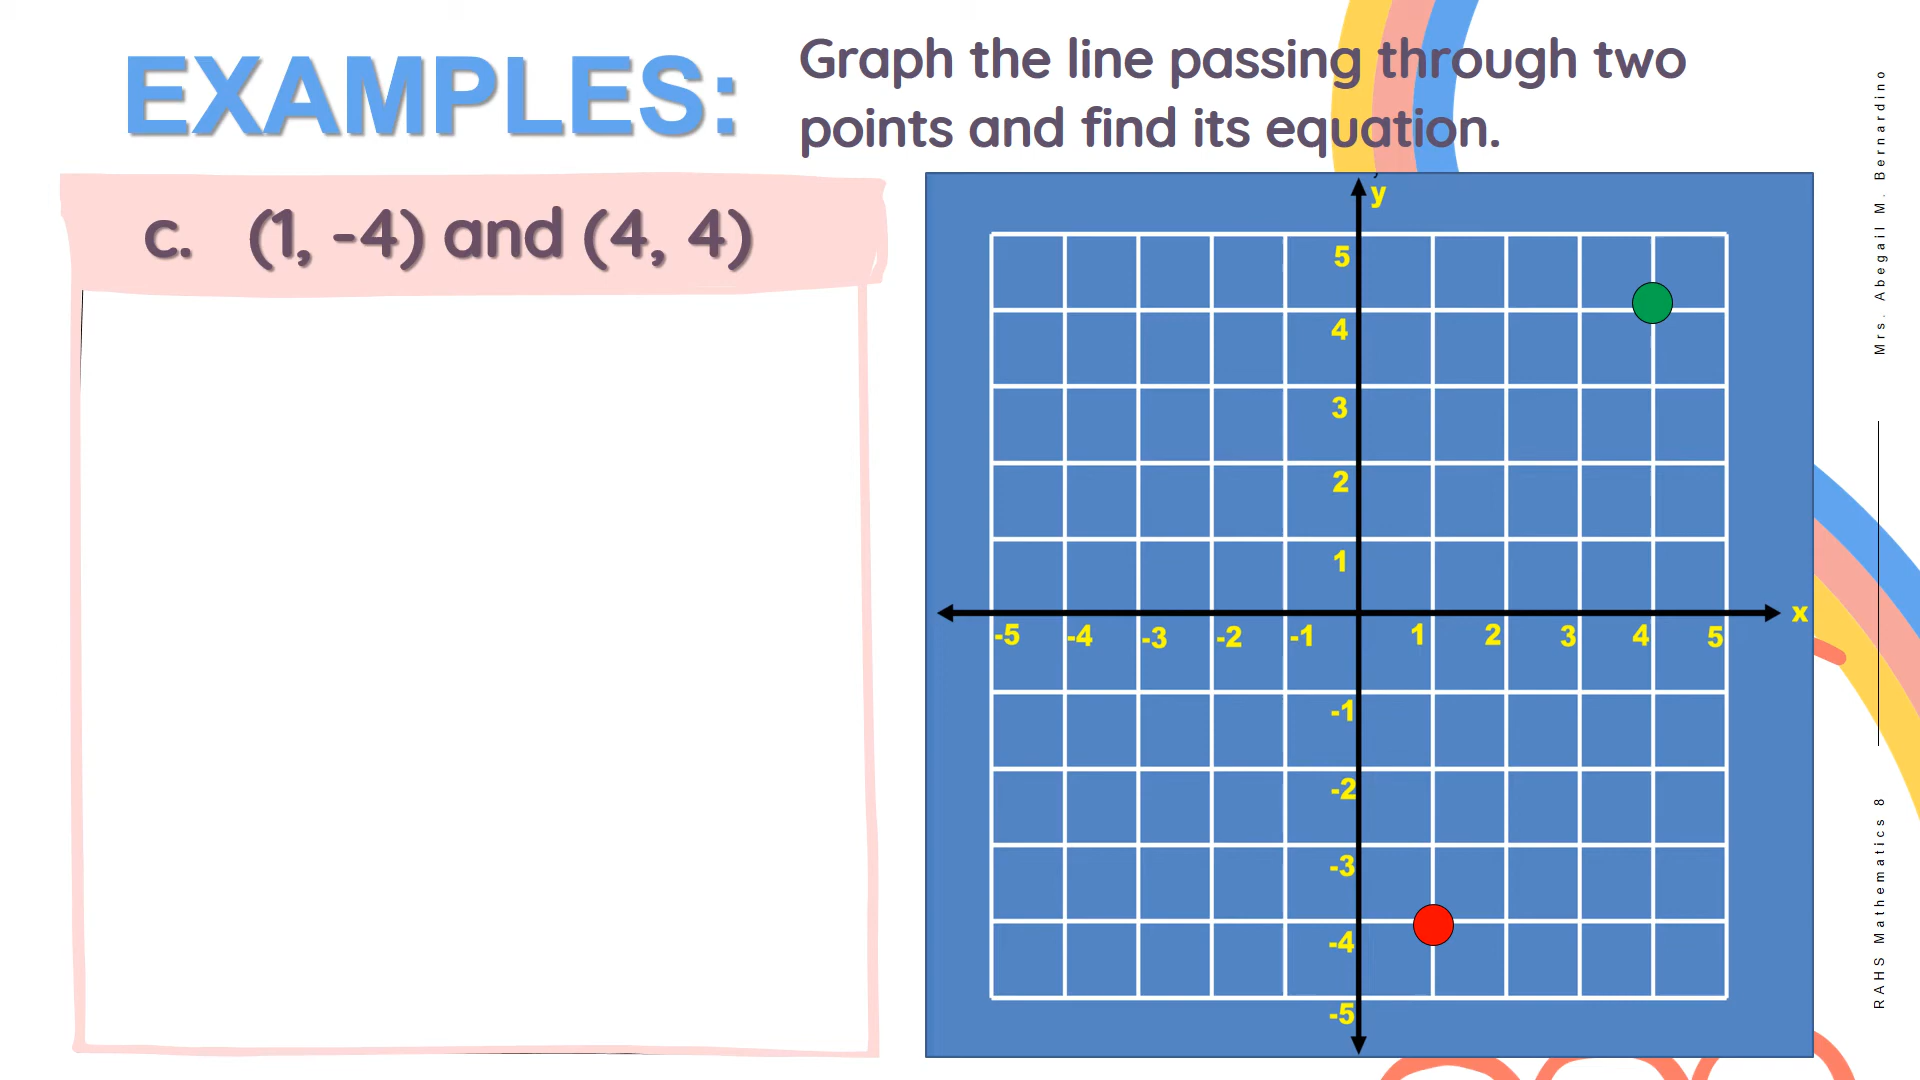 EXAMPLES:
Graph the line passing through two
points and find its equation.
c. (1, -4) and (4, 4)
y
5
4
3
2
1
x
-5 -4 -3 -2 -1 1 2 3 4 5
-1
-2
-3
-4
-5
Mrs. Abegail M. Bernardino
RAHS Mathematics 8